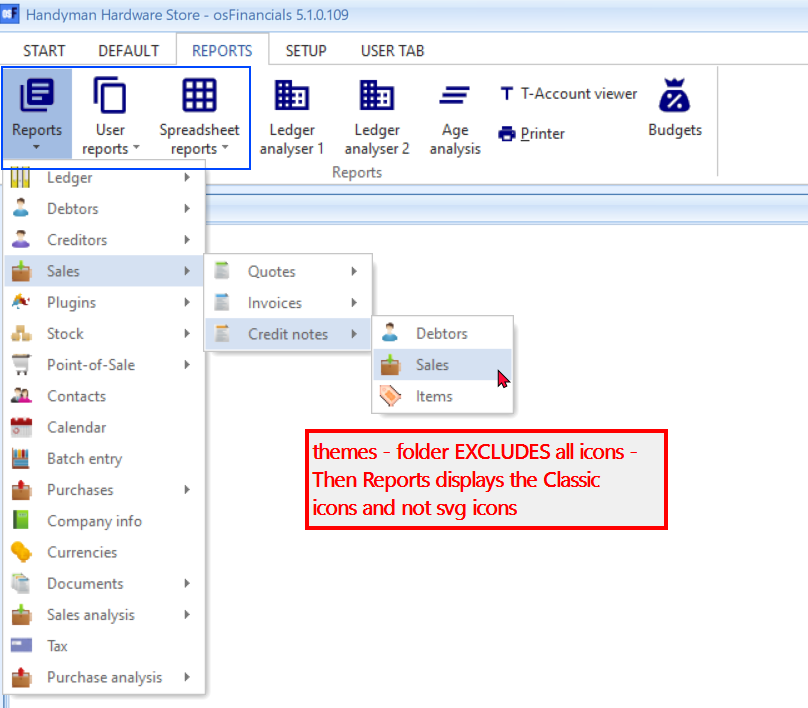 osF Handyman Hardware Store - osFinancials 5.1.0.109
START DEFAULT REPORTS SETUP USER TAB
Reports
User
reports
Spreadsheet
reports
Ledger
analyser 1
Ledger
analyser 2
Age
analysis
T T-Account viewer
Printer
Budgets
Reports
Ledger
Debtors
Creditors
Sales
Plugins
Stock
Point-of-Sale
Contacts
Calendar
Batch entry
Purchases
Company info
Currencies
Documents
Sales analysis
Tax
Purchase analysis
Quotes
Invoices
Credit notes
Debtors
Sales
Items
themes - folder EXCLUDES all icons -
Then Reports displays the Classic
icons and not svg icons